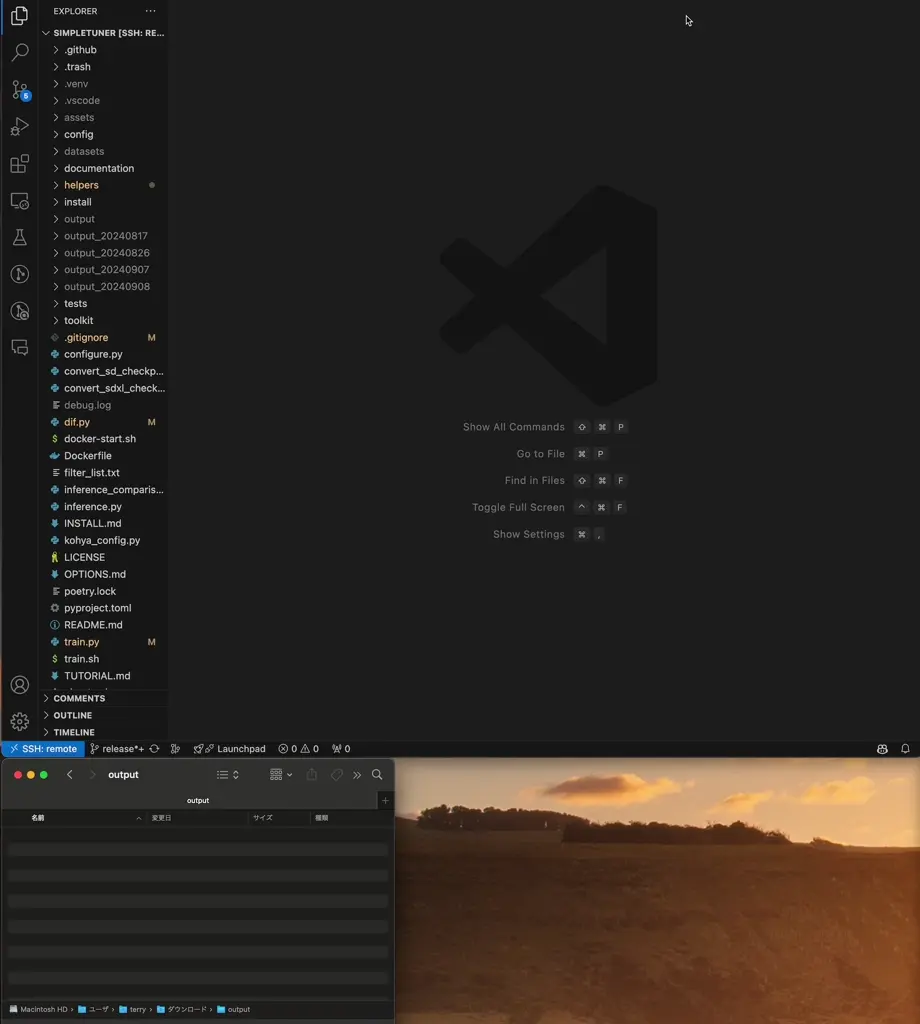 EXPLORER
SIMPLETUNER [SSH: RE...
.github
.trash
.venv
.vscode
assets
config
datasets
documentation
helpers
install
output
output_20240817
output_20240826
output_20240907
output_20240908
tests
toolkit
.gitignore M
configure.py
convert_sd_checkp...
convert_sdxl_check...
debug.log
dif.py M
docker-start.sh
Dockerfile
filter_list.txt
inference_comparis...
inference.py
INSTALL.md
kohya_config.py
LICENSE
OPTIONS.md
poetry.lock
pyproject.toml
README.md
train.py M
train.sh
TUTORIAL.md
COMMENTS
OUTLINE
TIMELINE
5
Show All Commands ⇧ ⌘ P
Go to File ⌘ P
Find in Files ⇧ ⌘ F
Toggle Full Screen ^ ⌘ F
Show Settings ⌘ ,
SSH: remote release*+ Launchpad 0 0 0
output
output
名前 変更日 サイズ 種類
Macintosh HD › ユーザ › terry › ダウンロード › output